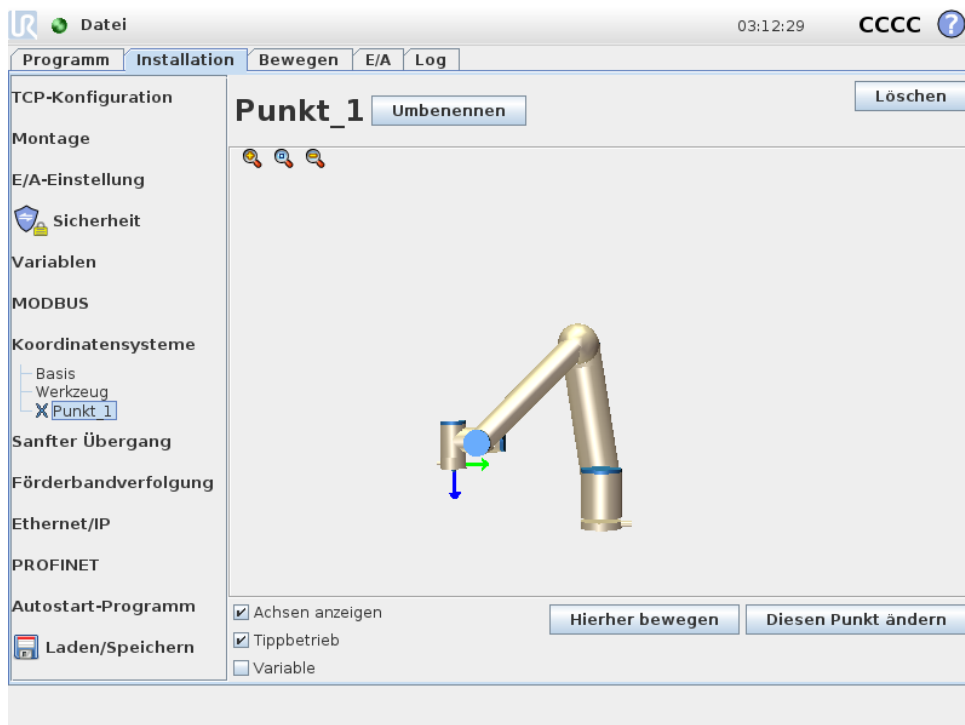 UR Datei 03:12:29 CCCC ?
Programm Installation Bewegen E/A Log
TCP-Konfiguration
Montage
E/A-Einstellung
Sicherheit
Variablen
MODBUS
Koordinatensysteme
Basis
Werkzeug
Punkt_1
Sanfter Übergang
Förderbandverfolgung
Ethernet/IP
PROFINET
Autostart-Programm
Laden/Speichern
Punkt_1 Umbenennen Löschen
Achsen anzeigen
Tippbetrieb
Variable
Hierher bewegen Diesen Punkt ändern